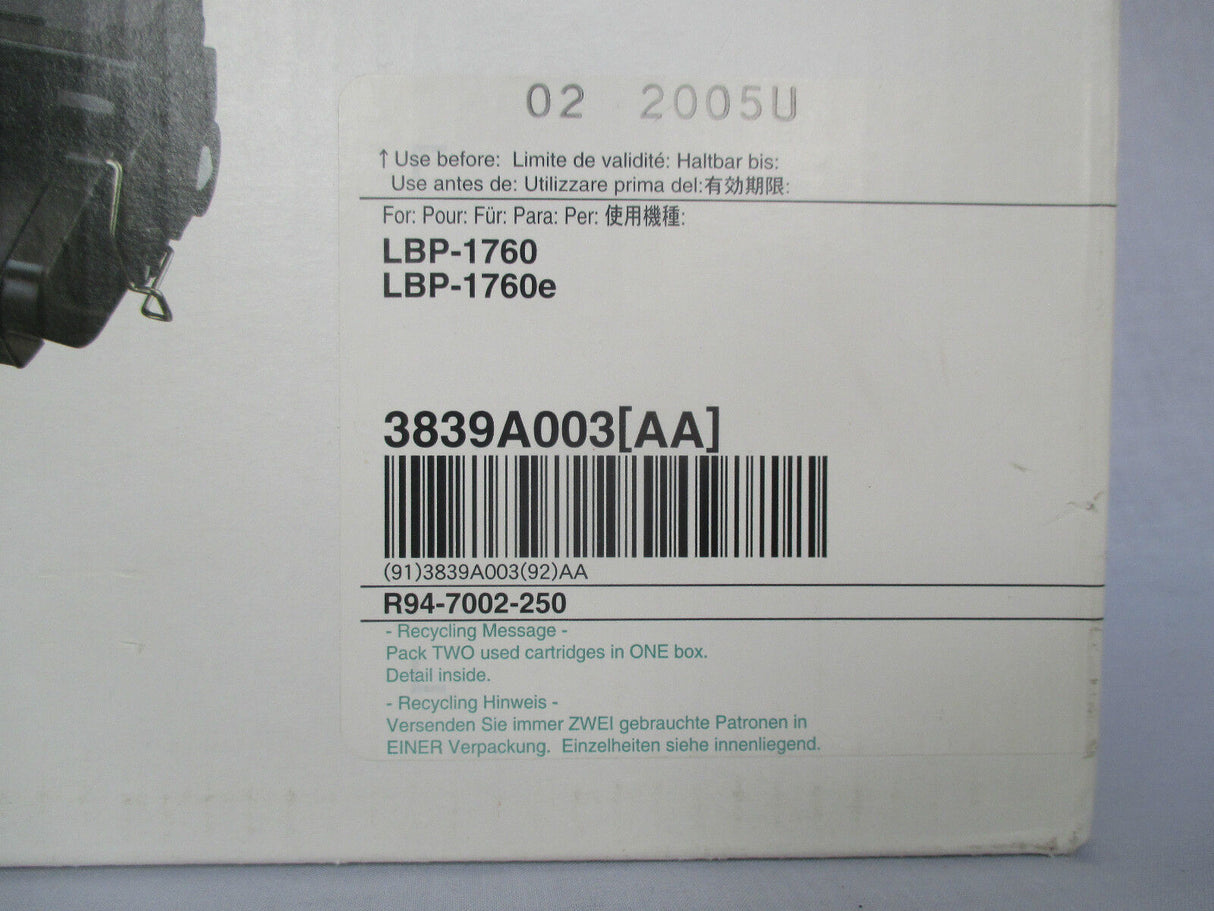 02 2005U
↑ Use before: Limite de validité: Haltbar bis:
Use antes de: Utilizzare prima del:有効期限:
For: Pour: Für: Para: Per: 使用機種:
LBP-1760
LBP-1760e
3839A003[AA]
(91)3839A003(92)AA
R94-7002-250
- Recycling Message -
Pack TWO used cartridges in ONE box.
Detail inside.
- Recycling Hinweis -
Versenden Sie immer ZWEI gebrauchte Patronen in
EINER Verpackung. Einzelheiten siehe innenliegend.